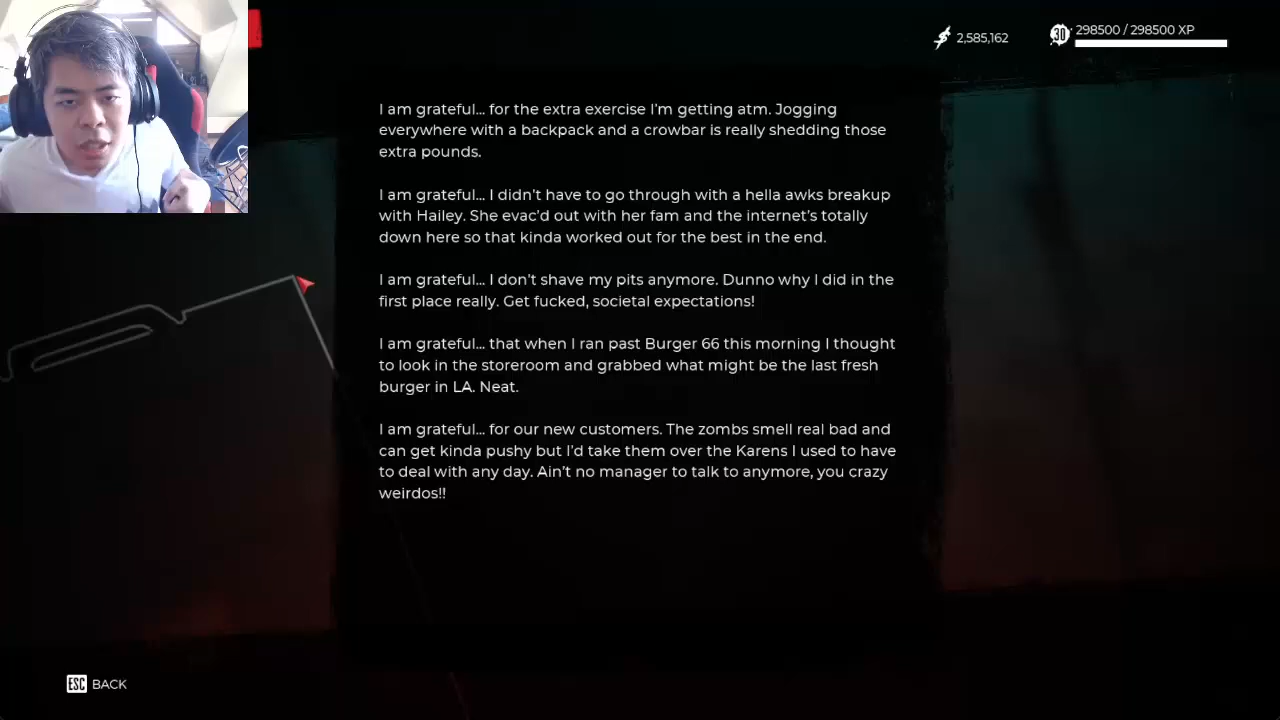 2,585,162
30
298500 / 298500 XP
I am grateful... for the extra exercise I'm getting atm. Jogging
everywhere with a backpack and a crowbar is really shedding those
extra pounds.
I am grateful... I didn't have to go through with a hella awks breakup
with Hailey. She evac'd out with her fam and the internet's totally
down here so that kinda worked out for the best in the end.
I am grateful... I don't shave my pits anymore. Dunno why I did in the
first place really. Get fucked, societal expectations!
I am grateful... that when I ran past Burger 66 this morning I thought
to look in the storeroom and grabbed what might be the last fresh
burger in LA. Neat.
I am grateful... for our new customers. The zombs smell real bad and
can get kinda pushy but I'd take them over the Karens I used to have
to deal with any day. Ain't no manager to talk to anymore, you crazy
weirdos!!
ESC BACK